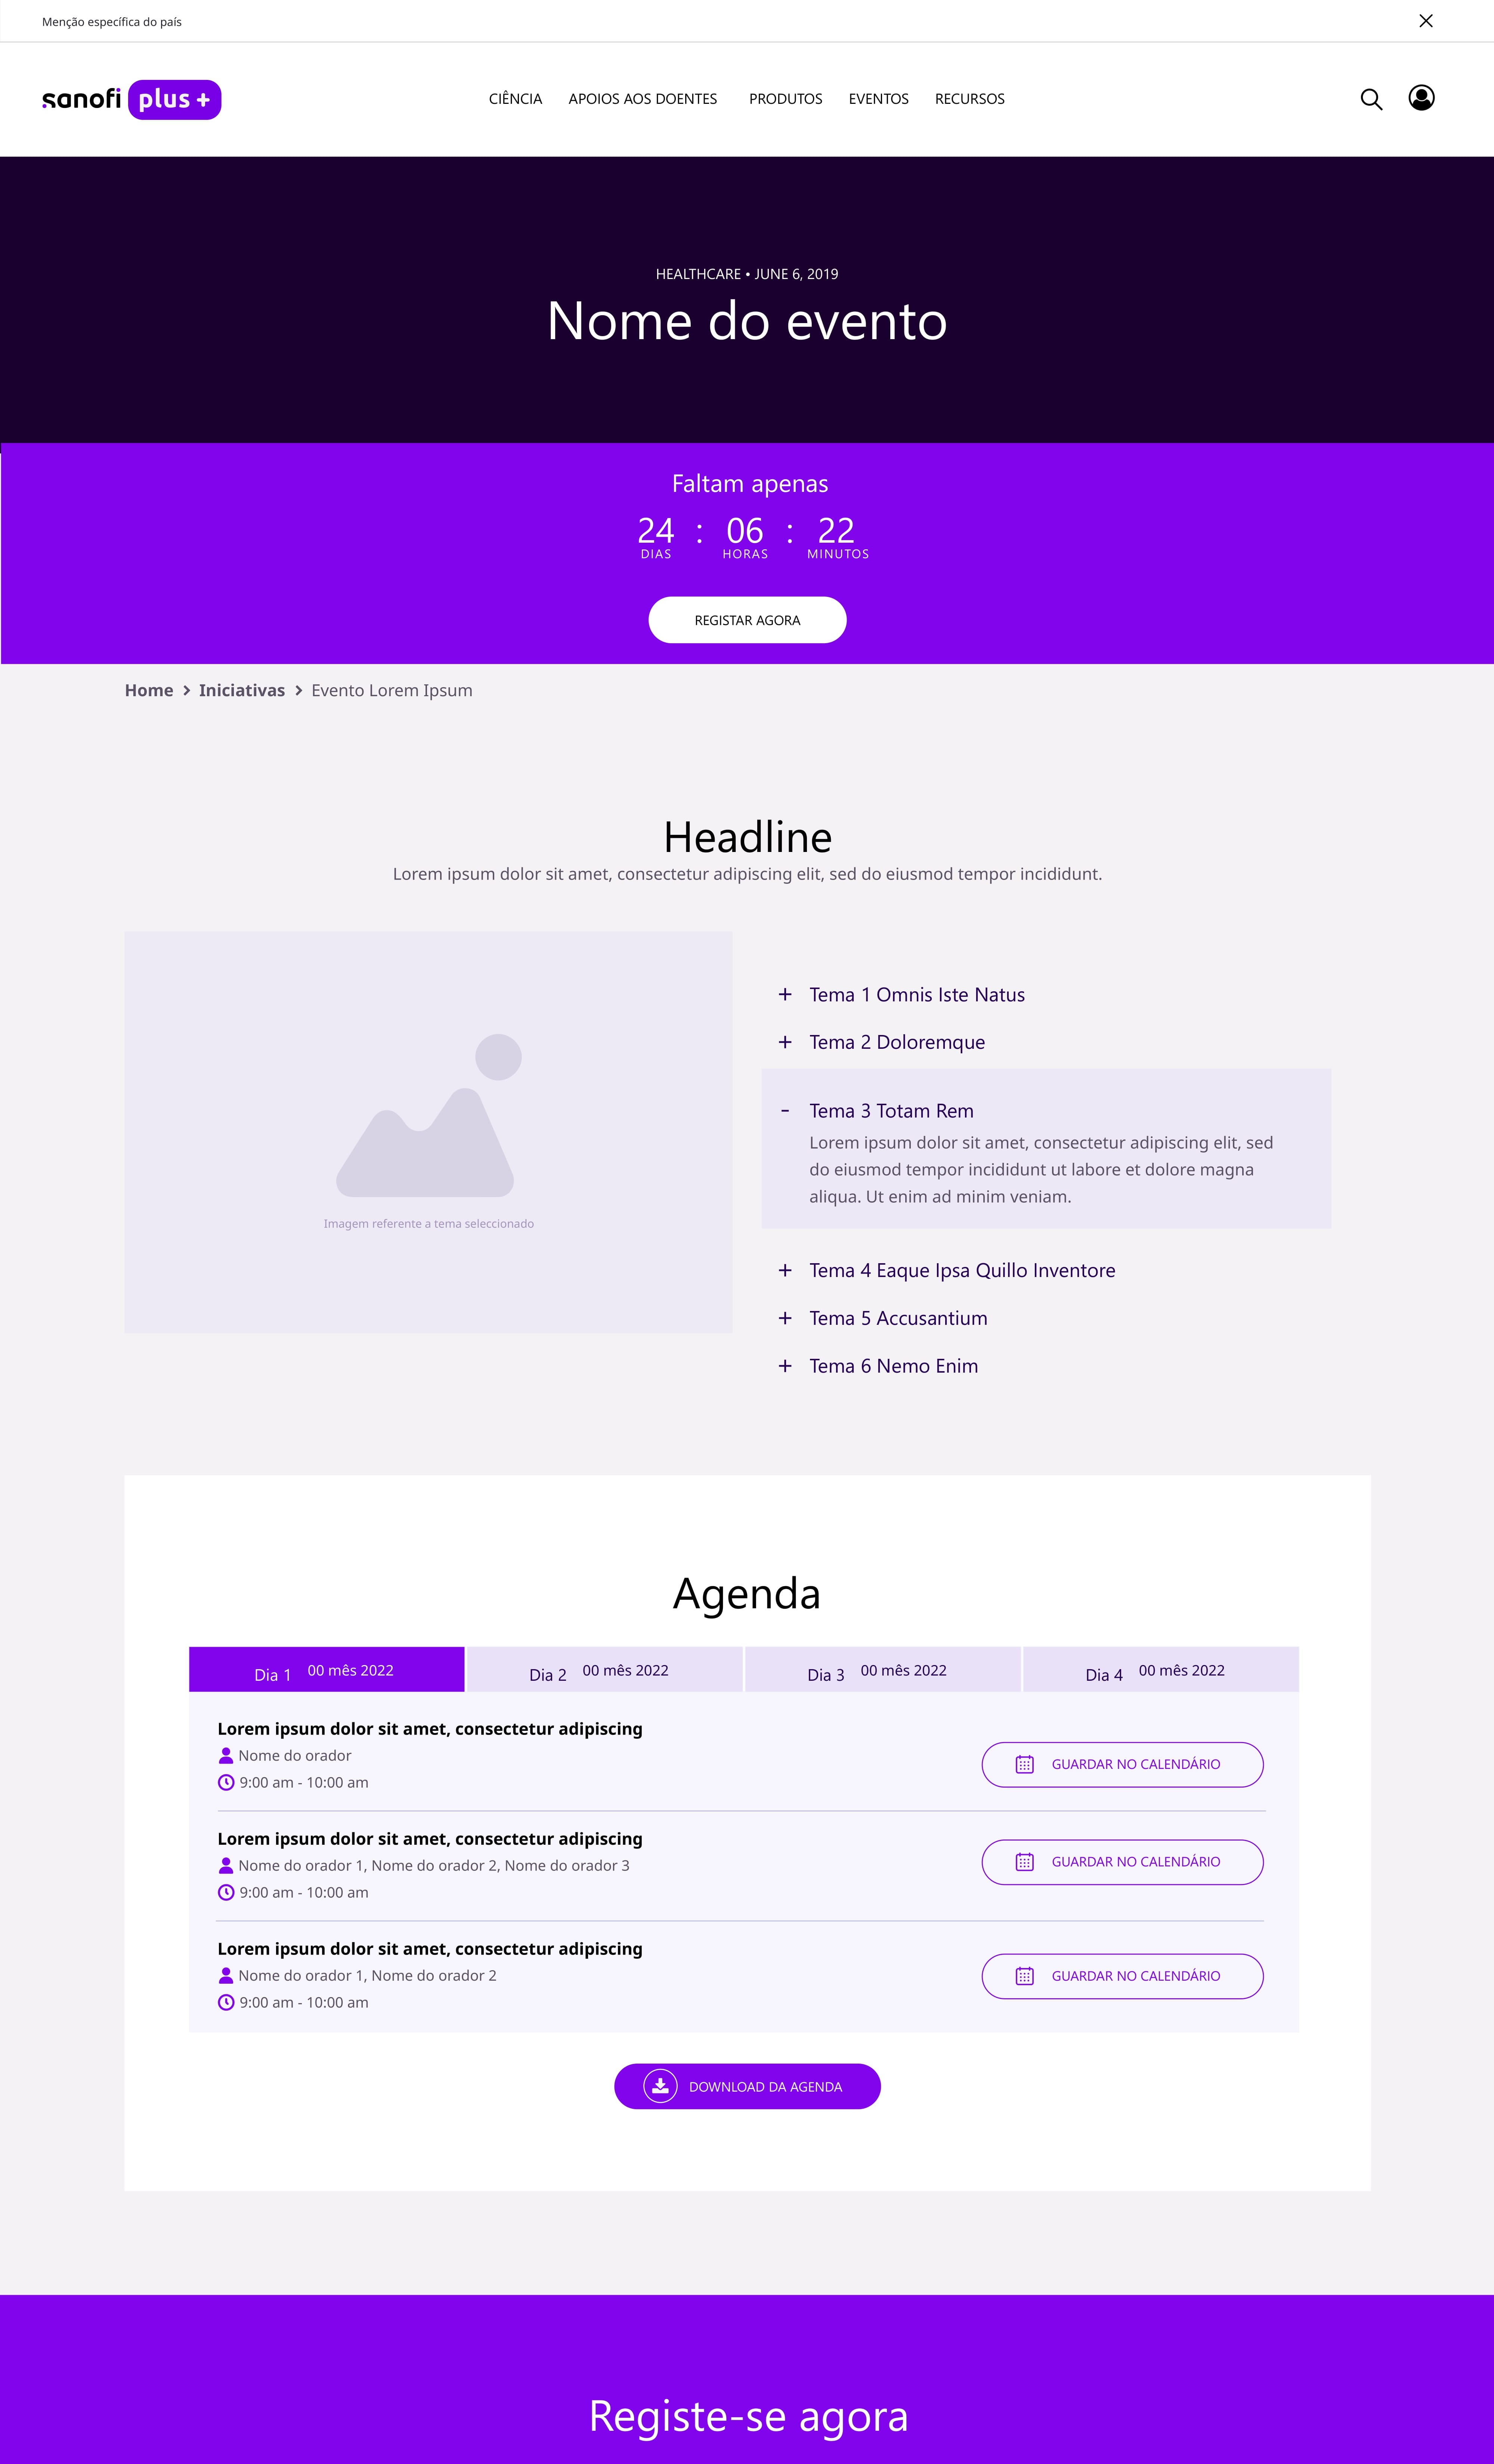 Menção específica do país
sanofi plus +
CIÊNCIA APOIOS AOS DOENTES PRODUTOS EVENTOS RECURSOS
HEALTHCARE • JUNE 6, 2019
Nome do evento
Faltam apenas
24 : 06 : 22
DIAS HORAS MINUTOS
REGISTAR AGORA
Home > Iniciativas > Evento Lorem Ipsum
Headline
Lorem ipsum dolor sit amet, consectetur adipiscing elit, sed do eiusmod tempor incididunt.
Imagem referente a tema seleccionado
+ Tema 1 Omnis Iste Natus
+ Tema 2 Doloremque
- Tema 3 Totam Rem
Lorem ipsum dolor sit amet, consectetur adipiscing elit, sed
do eiusmod tempor incididunt ut labore et dolore magna
aliqua. Ut enim ad minim veniam.
+ Tema 4 Eaque Ipsa Quillo Inventore
+ Tema 5 Accusantium
+ Tema 6 Nemo Enim
Agenda
Dia 1 00 mês 2022 Dia 2 00 mês 2022 Dia 3 00 mês 2022 Dia 4 00 mês 2022
Lorem ipsum dolor sit amet, consectetur adipiscing
Nome do orador
9:00 am - 10:00 am
GUARDAR NO CALENDÁRIO
Lorem ipsum dolor sit amet, consectetur adipiscing
Nome do orador 1, Nome do orador 2, Nome do orador 3
9:00 am - 10:00 am
GUARDAR NO CALENDÁRIO
Lorem ipsum dolor sit amet, consectetur adipiscing
Nome do orador 1, Nome do orador 2
9:00 am - 10:00 am
GUARDAR NO CALENDÁRIO
DOWNLOAD DA AGENDA
Registe-se agora